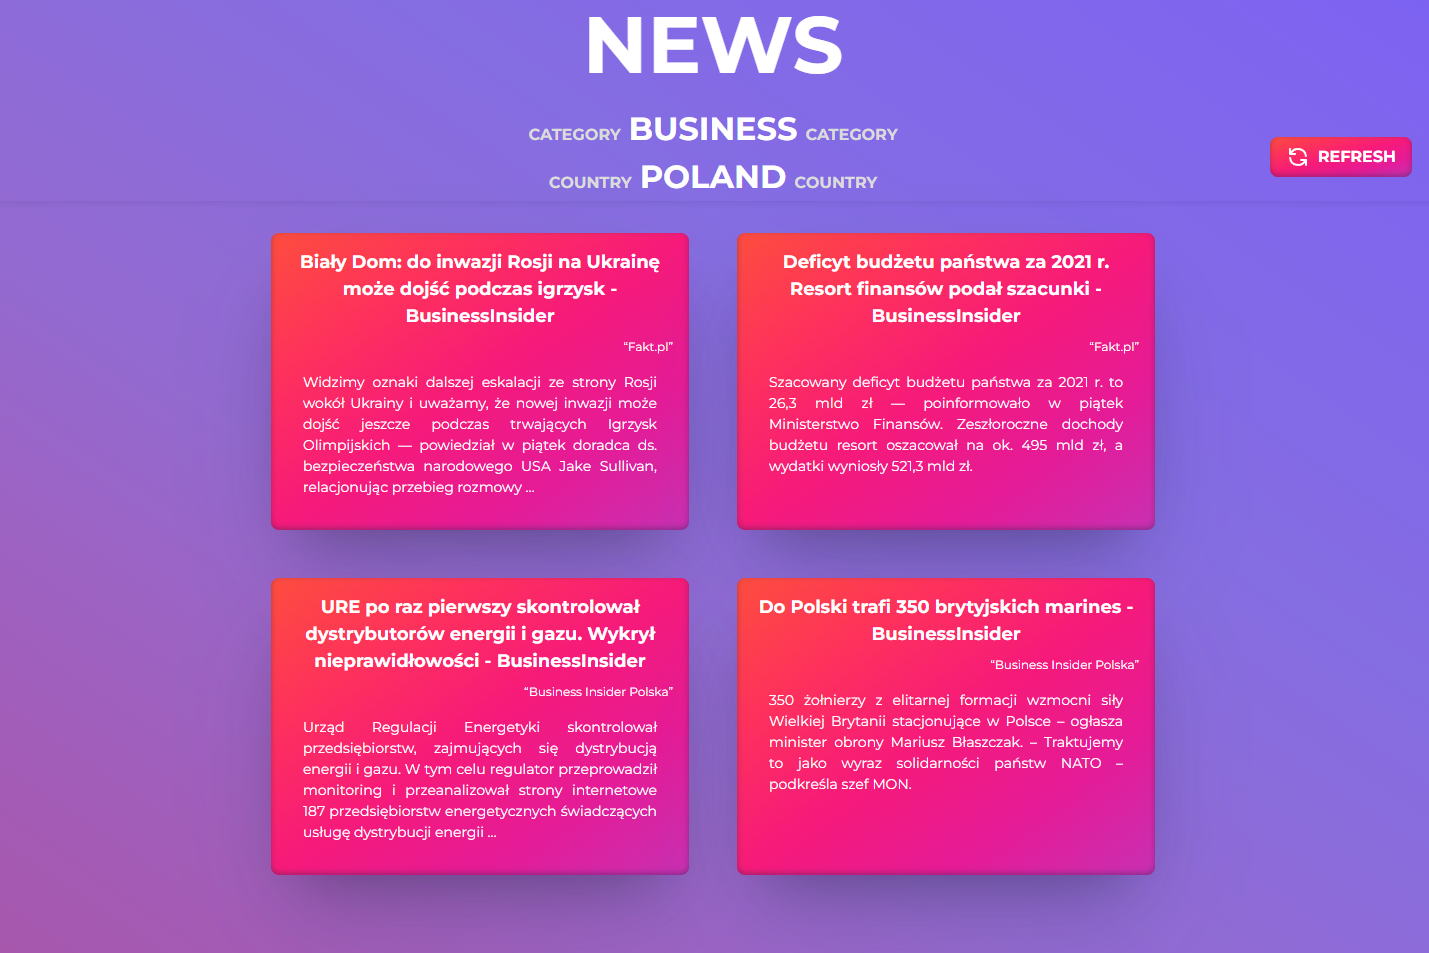 NEWS
CATEGORY BUSINESS CATEGORY
COUNTRY POLAND COUNTRY
REFRESH
Biały Dom: do inwazji Rosji na Ukrainę
może dojść podczas igrzysk -
BusinessInsider
“Fakt.pl”
Widzimy oznaki dalszej eskalacji ze strony Rosji
wokół Ukrainy i uważamy, że nowej inwazji może
dojść jeszcze podczas trwających Igrzysk
Olimpijskich — powiedział w piątek doradca ds.
bezpieczeństwa narodowego USA Jake Sullivan,
relacjonując przebieg rozmowy ...
Deficyt budżetu państwa za 2021 r.
Resort finansów podał szacunki -
BusinessInsider
“Fakt.pl”
Szacowany deficyt budżetu państwa za 2021 r. to
26,3 mld zł — poinformowało w piątek
Ministerstwo Finansów. Zeszłoroczne dochody
budżetu resort oszacował na ok. 495 mld zł, a
wydatki wyniosły 521,3 mld zł.
URE po raz pierwszy skontrolował
dystrybutorów energii i gazu. Wykrył
nieprawidłowości - BusinessInsider
“Business Insider Polska”
Urząd Regulacji Energetyki skontrolował
przedsiębiorstw, zajmujących się dystrybucją
energii i gazu. W tym celu regulator przeprowadził
monitoring i przeanalizował strony internetowe
187 przedsiębiorstw energetycznych świadczących
usługę dystrybucji energii ...
Do Polski trafi 350 brytyjskich marines -
BusinessInsider
“Business Insider Polska”
350 żołnierzy z elitarnej formacji wzmocni siły
Wielkiej Brytanii stacjonujące w Polsce – ogłasza
minister obrony Mariusz Błaszczak. – Traktujemy
to jako wyraz solidarności państw NATO –
podkreśla szef MON.